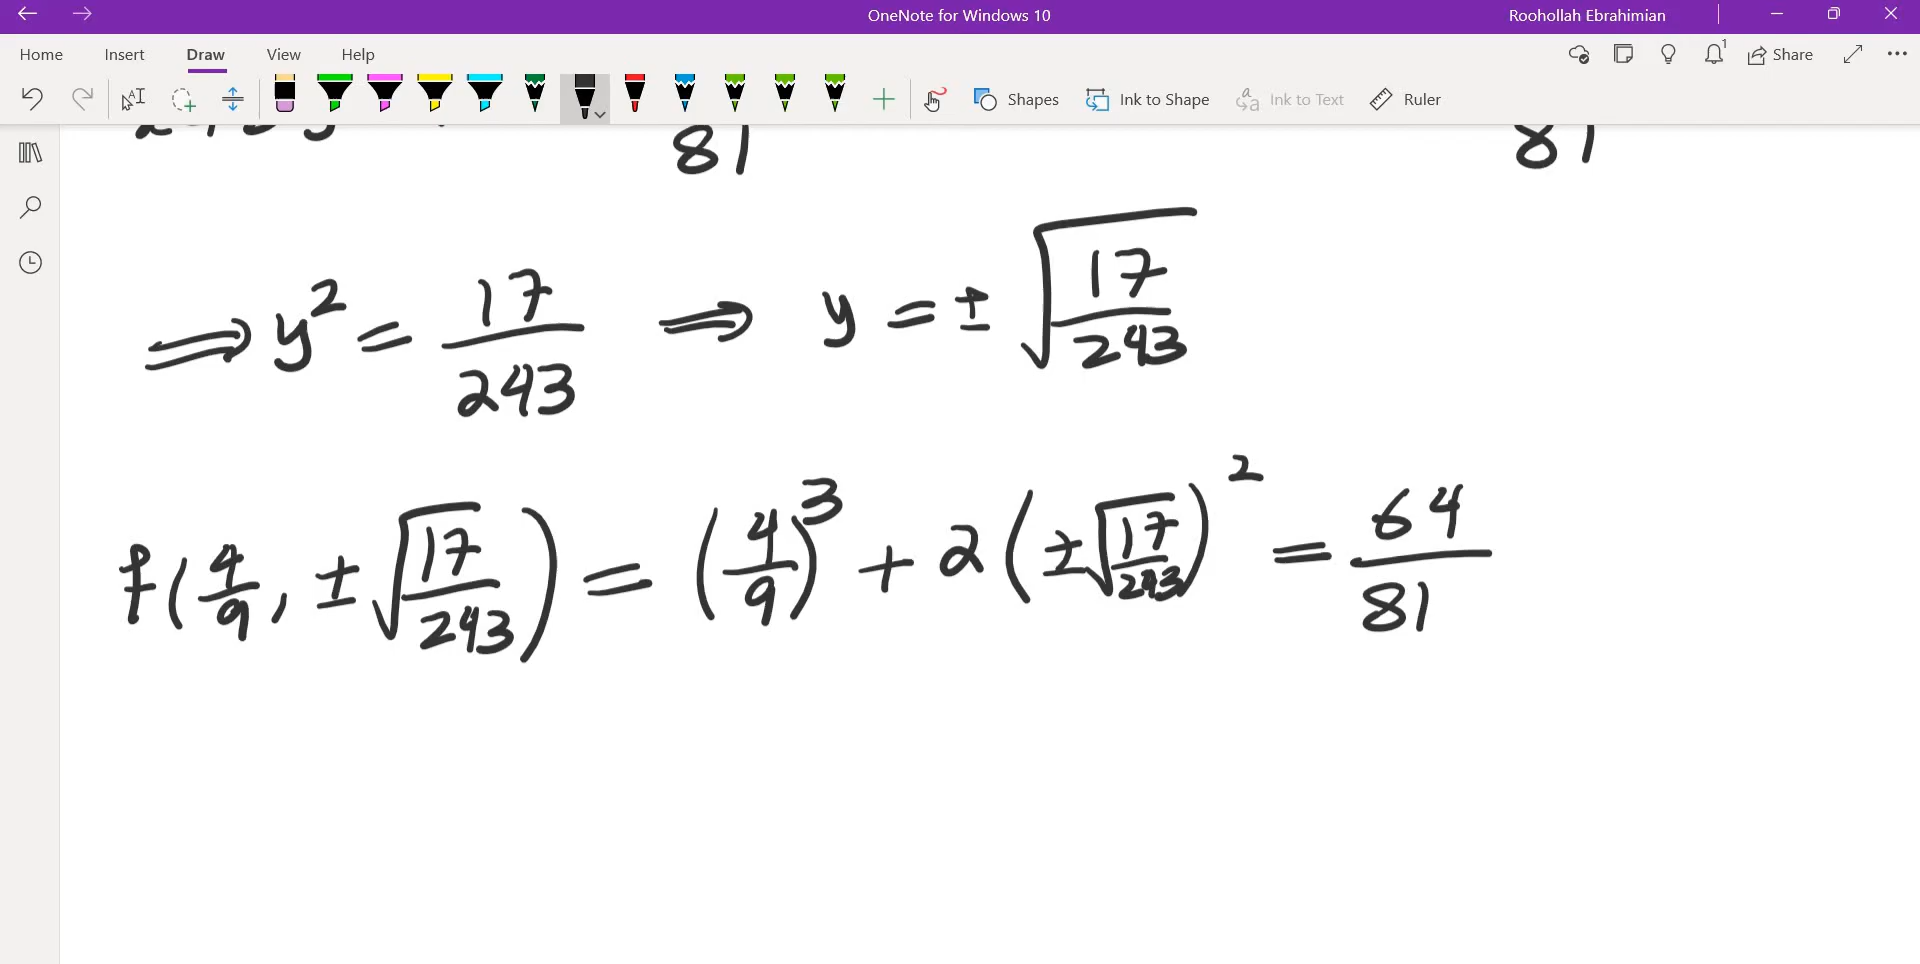 OneNote for Windows 10 Roohollah Ebrahimian
Home Insert Draw View Help 1 Share
Shapes Ink to Shape Ink to Text Ruler
81 81
⟹ y² = 17/243 ⟹ y = ± √(17/243)
f(4/9, ± √(17/243)) = (4/9)³ + 2(± √(17/243))² = 64/81